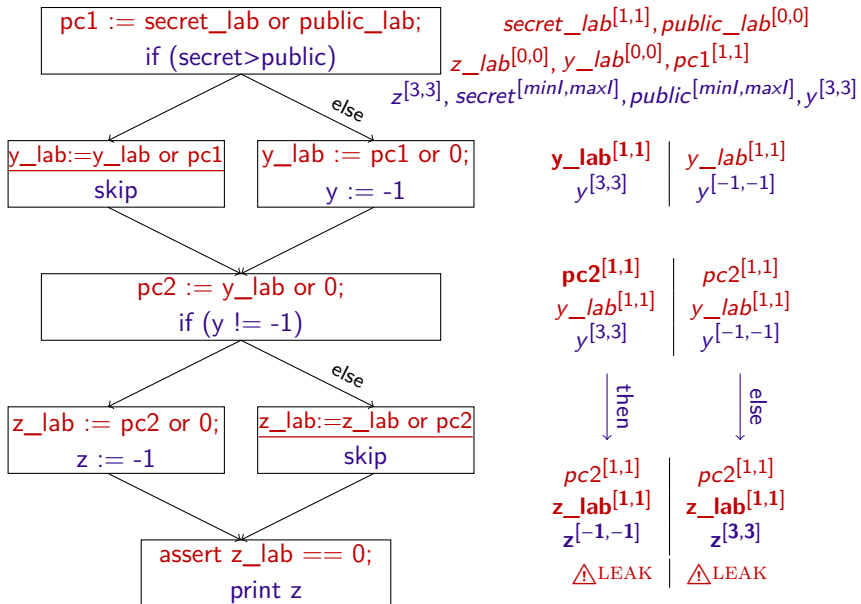 pc1 := secret_lab or public_lab;
if (secret>public)
secret_lab[1,1], public_lab[0,0]
z_lab[0,0], y_lab[0,0], pc1[1,1]
z[3,3], secret[minI,maxI], public[minI,maxI], y[3,3]
else
y_lab:=y_lab or pc1
skip
y_lab := pc1 or 0;
y := -1
y_lab[1,1] y_lab[1,1]
y[3,3] y[-1,-1]
pc2 := y_lab or 0;
if (y != -1)
pc2[1,1] pc2[1,1]
y_lab[1,1] y_lab[1,1]
y[3,3] y[-1,-1]
else
then
else
z_lab := pc2 or 0;
z := -1
z_lab:=z_lab or pc2
skip
pc2[1,1] pc2[1,1]
z_lab[1,1] z_lab[1,1]
z[-1,-1] z[3,3]
assert z_lab == 0;
print z
⚠LEAK ⚠LEAK